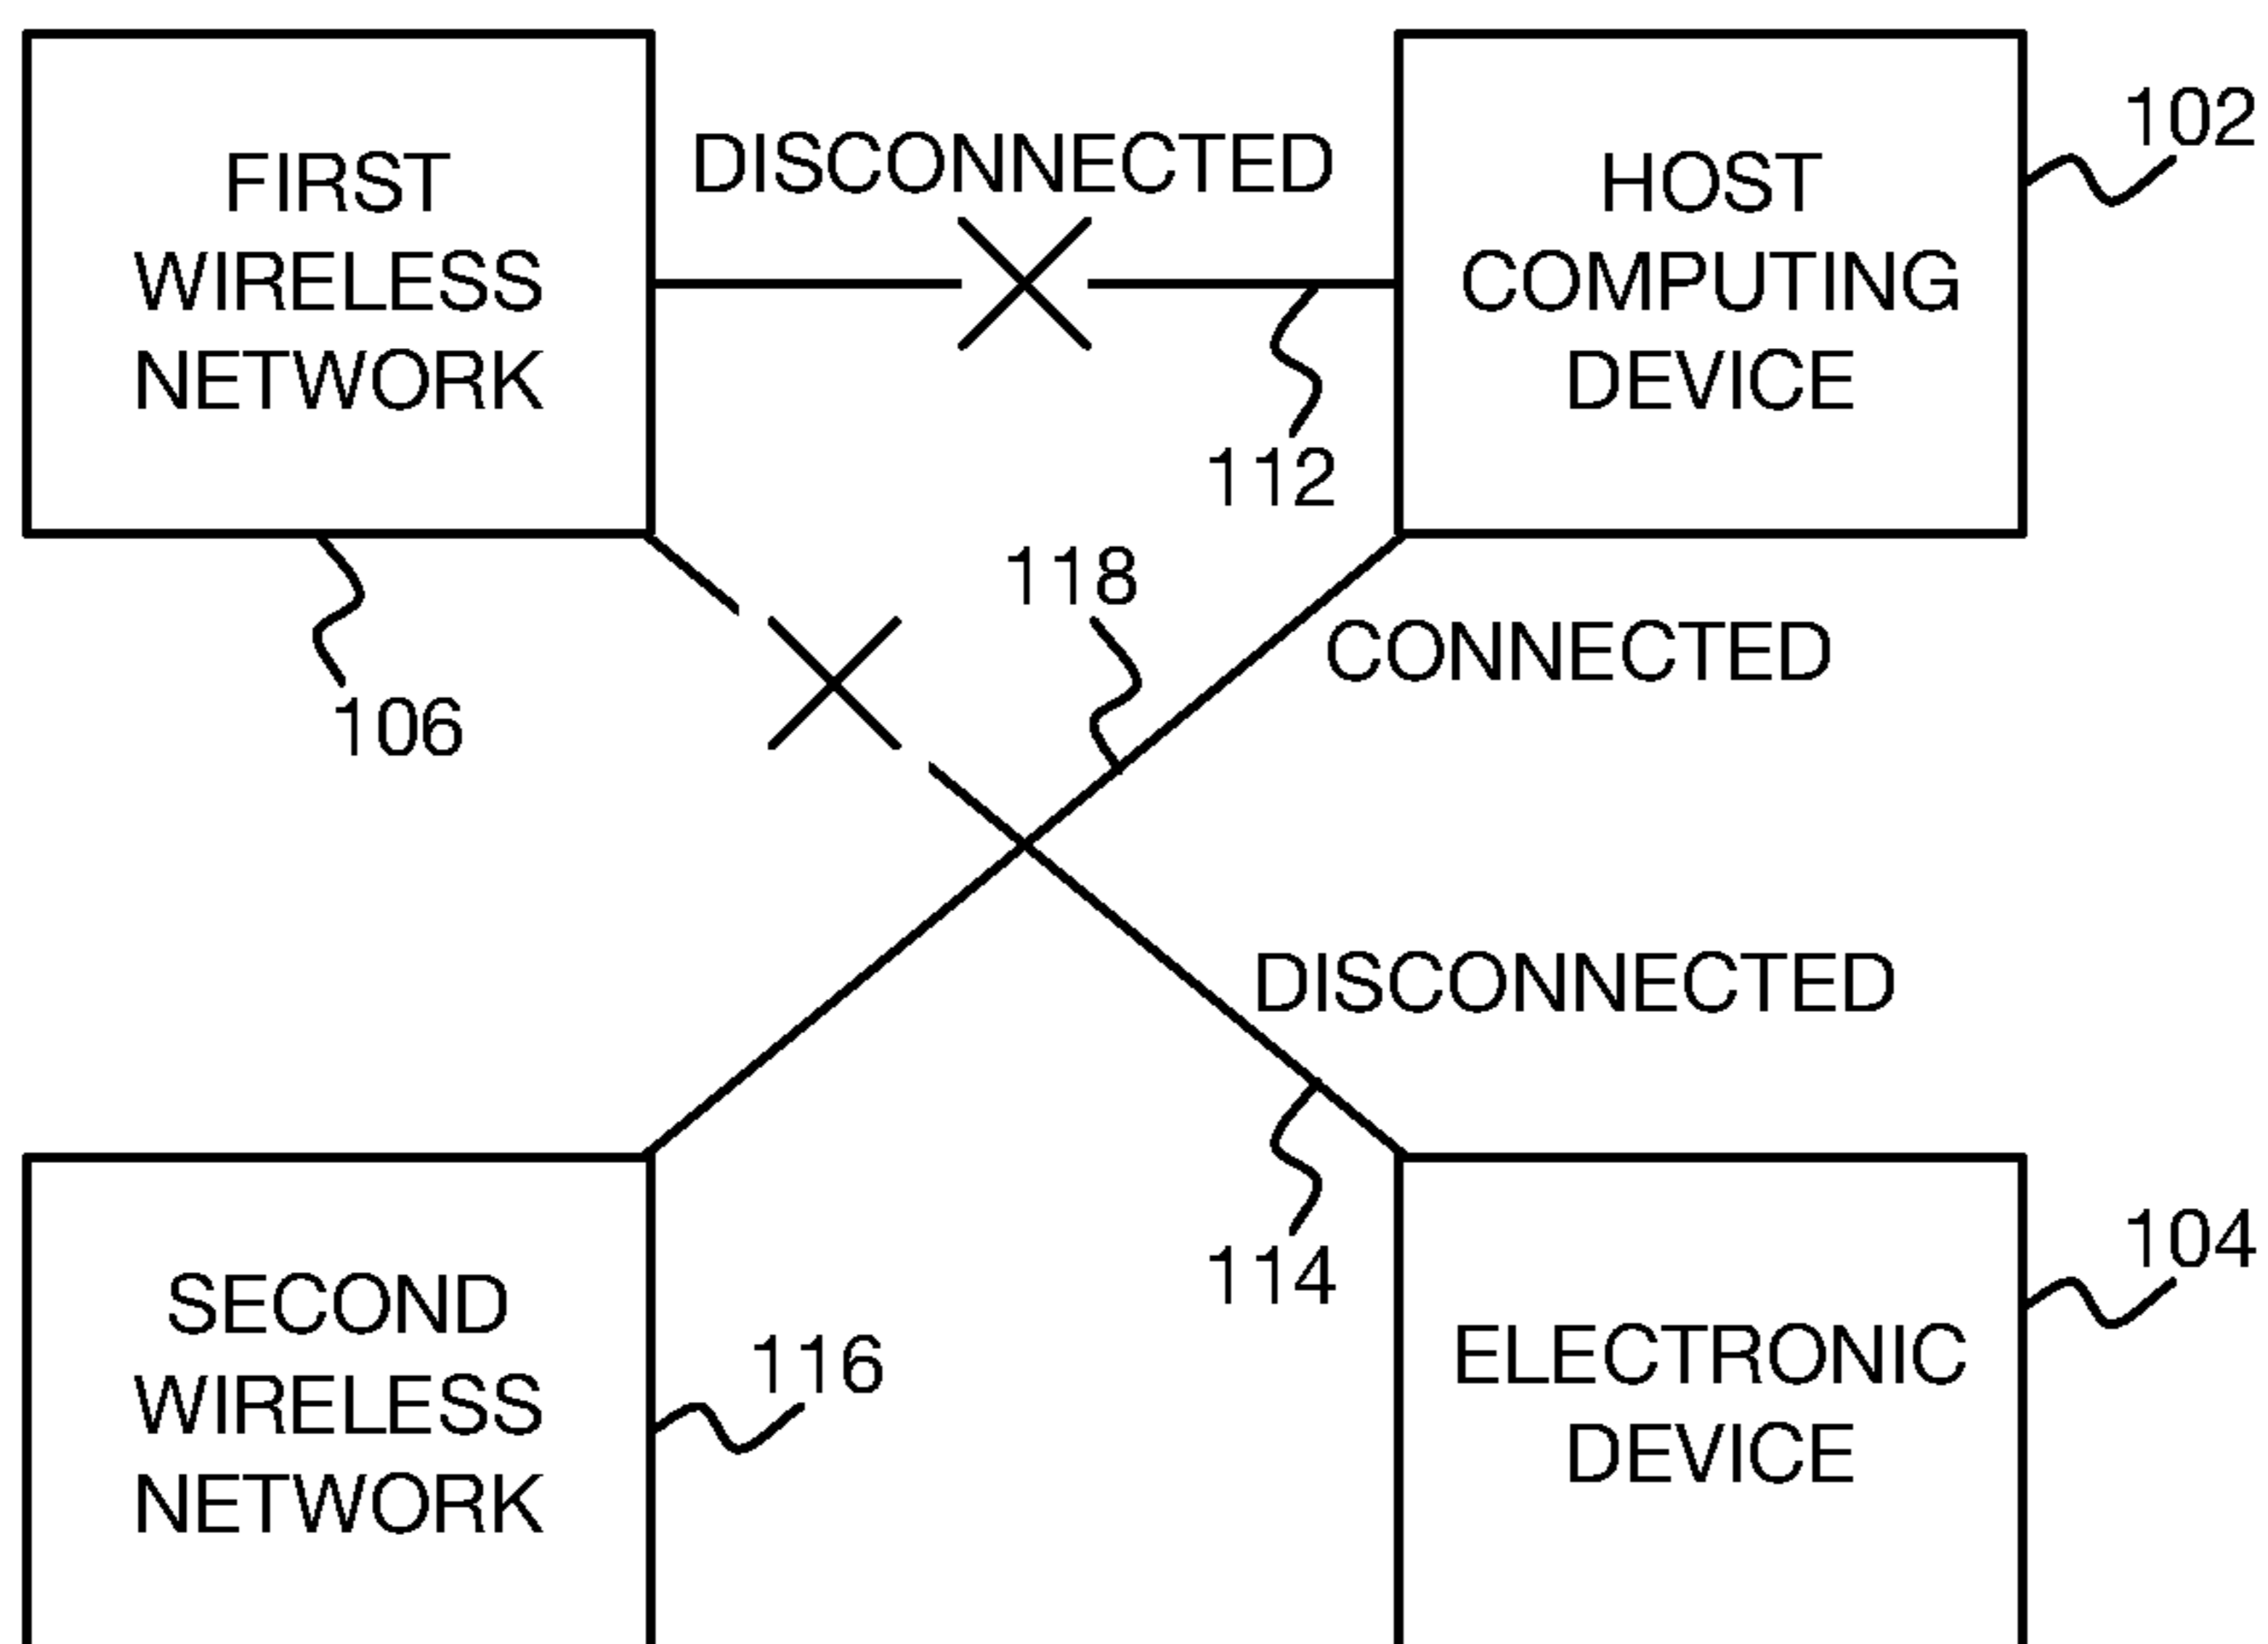 FIRST
WIRELESS
NETWORK
DISCONNECTED
HOST
COMPUTING
DEVICE
102
112
118
CONNECTED
106
DISCONNECTED
114
104
SECOND
WIRELESS
NETWORK
116
ELECTRONIC
DEVICE